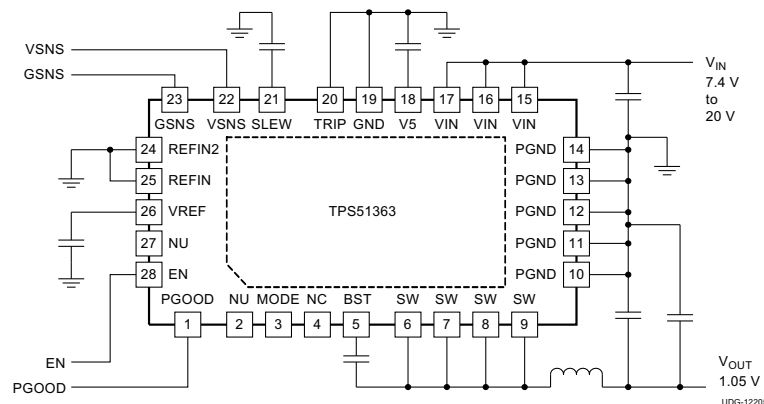 VSNS
GSNS
23 22 21 20 19 18 17 16 15
GSNS VSNS SLEW TRIP GND V5 VIN VIN VIN
VIN
7.4 V
to
20 V
24 REFIN2
25 REFIN
26 VREF
27 NU
28 EN
TPS51363
PGND 14
PGND 13
PGND 12
PGND 11
PGND 10
PGOOD NU MODE NC BST SW SW SW SW
1 2 3 4 5 6 7 8 9
EN
PGOOD
VOUT
1.05 V